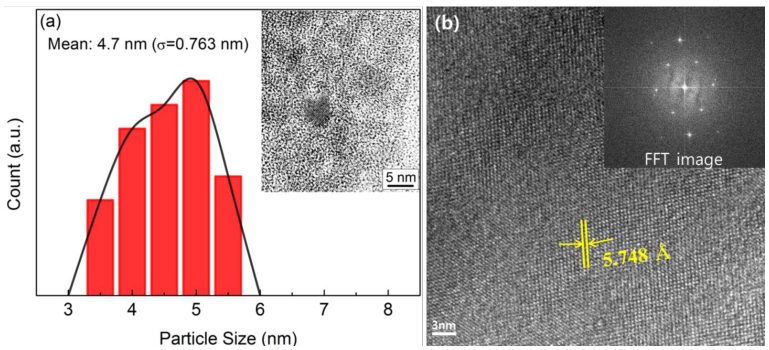 (a)
Mean: 4.7 nm (σ=0.763 nm)
5 nm
Count (a.u.)
3 4 5 6 7 8
Particle Size (nm)
(b)
FFT image
5.748 Å
3nm